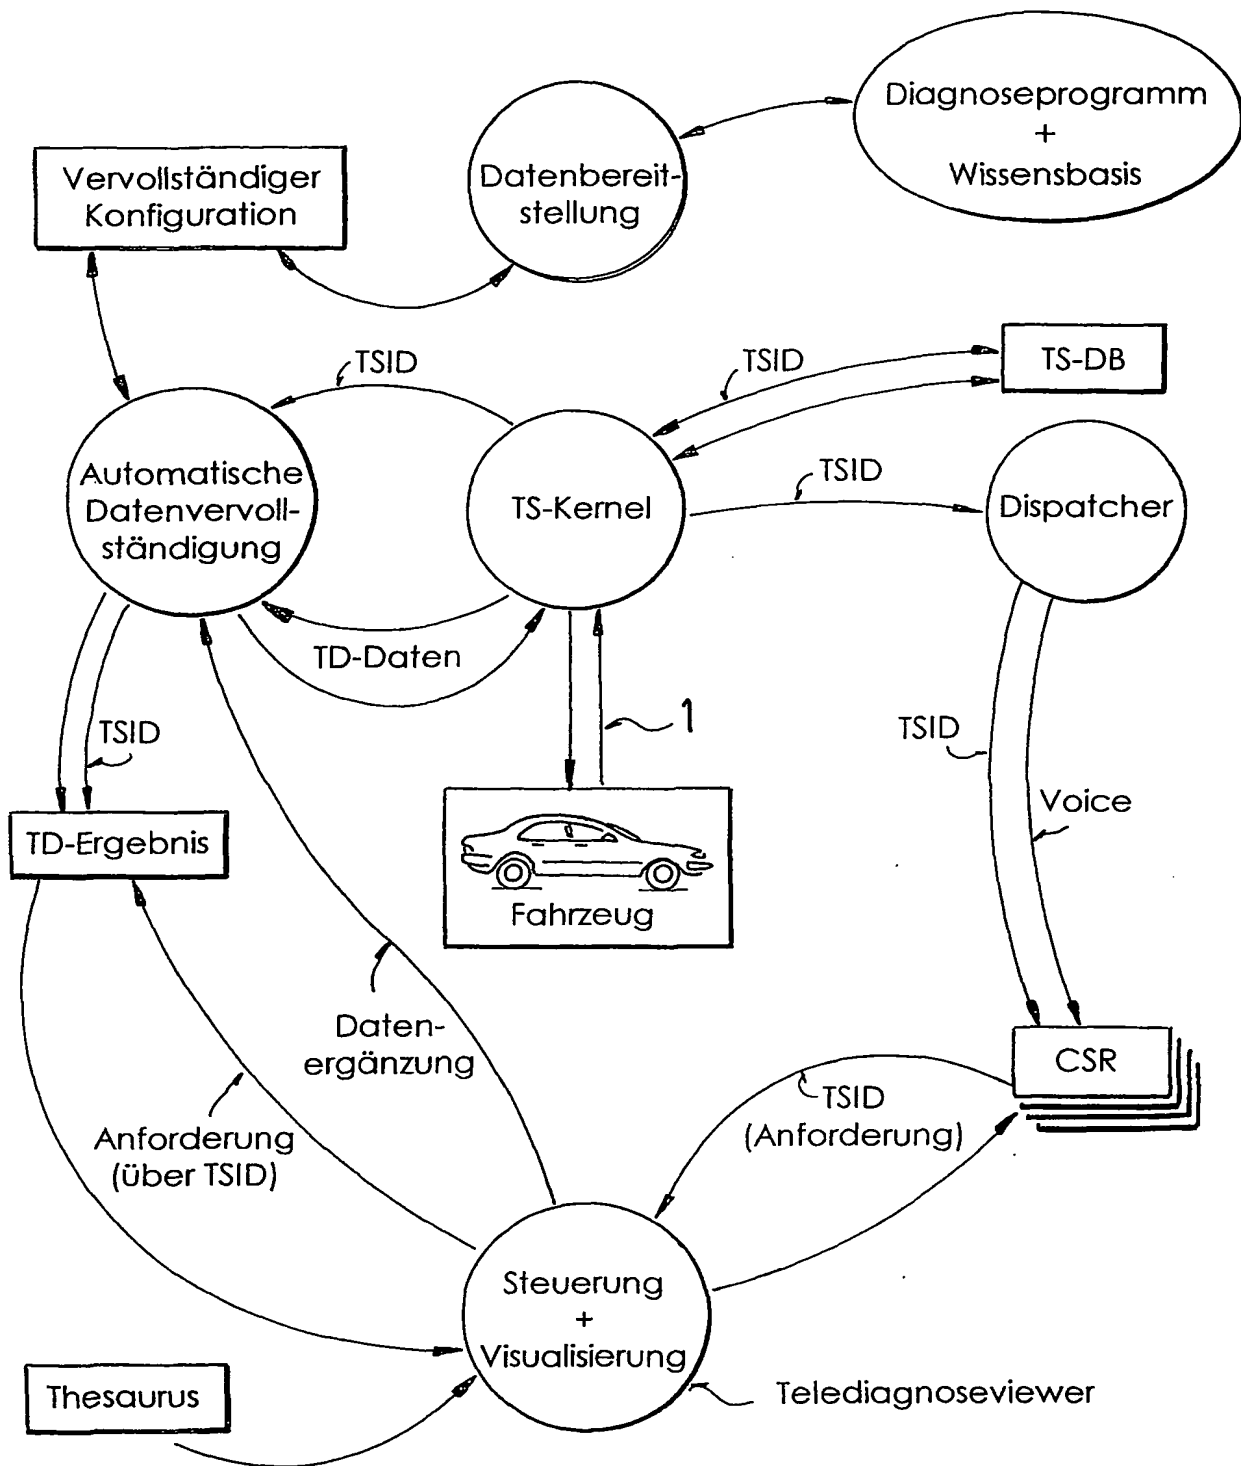 Diagnoseprogramm
+
Wissensbasis
Datenbereit-
stellung
Vervollständiger
Konfiguration
TSID
TSID
TS-DB
Automatische
Datenvervoll-
ständigung
TS-Kernel
TSID
Dispatcher
TD-Daten
1
TSID
TSID
Voice
TD-Ergebnis
Fahrzeug
Daten-
ergänzung
CSR
TSID
(Anforderung)
Anforderung
(über TSID)
Steuerung
+
Visualisierung
Thesaurus
Telediagnoseviewer